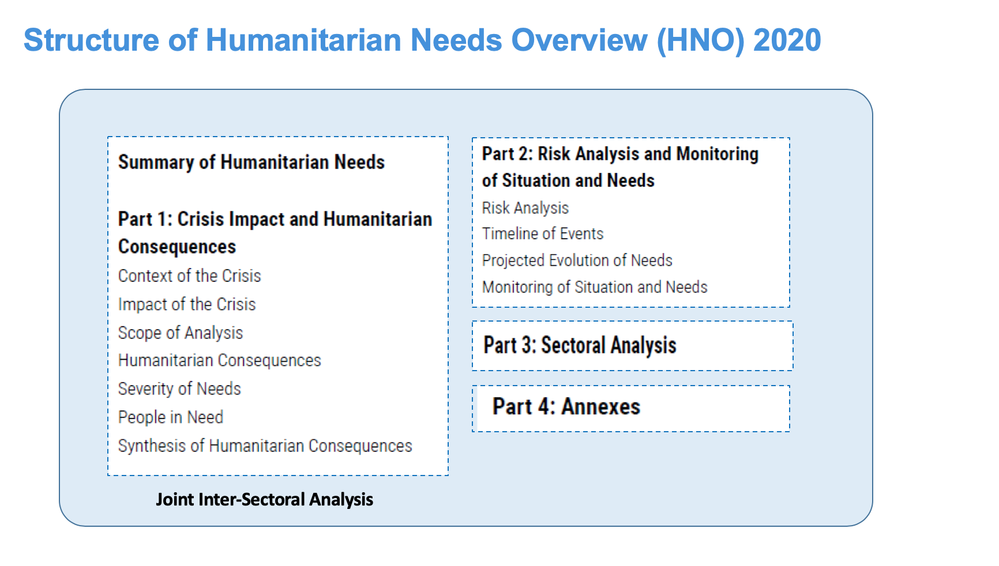 Structure of Humanitarian Needs Overview (HNO) 2020
Summary of Humanitarian Needs
Part 1: Crisis Impact and Humanitarian
Consequences
Context of the Crisis
Impact of the Crisis
Scope of Analysis
Humanitarian Consequences
Severity of Needs
People in Need
Synthesis of Humanitarian Consequences
Joint Inter-Sectoral Analysis
Part 2: Risk Analysis and Monitoring
of Situation and Needs
Risk Analysis
Timeline of Events
Projected Evolution of Needs
Monitoring of Situation and Needs
Part 3: Sectoral Analysis
Part 4: Annexes